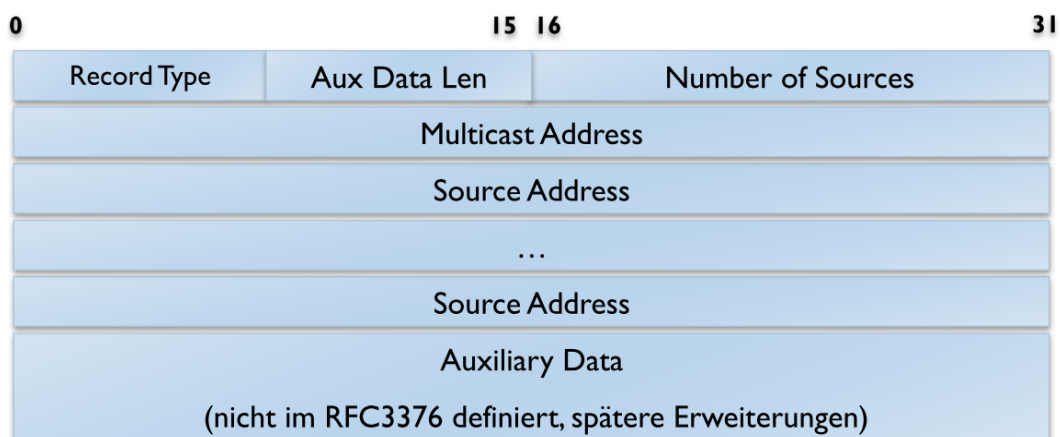 0 15 16 31
Record Type Aux Data Len Number of Sources
Multicast Address
Source Address
...
Source Address
Auxiliary Data
(nicht im RFC3376 definiert, spätere Erweiterungen)